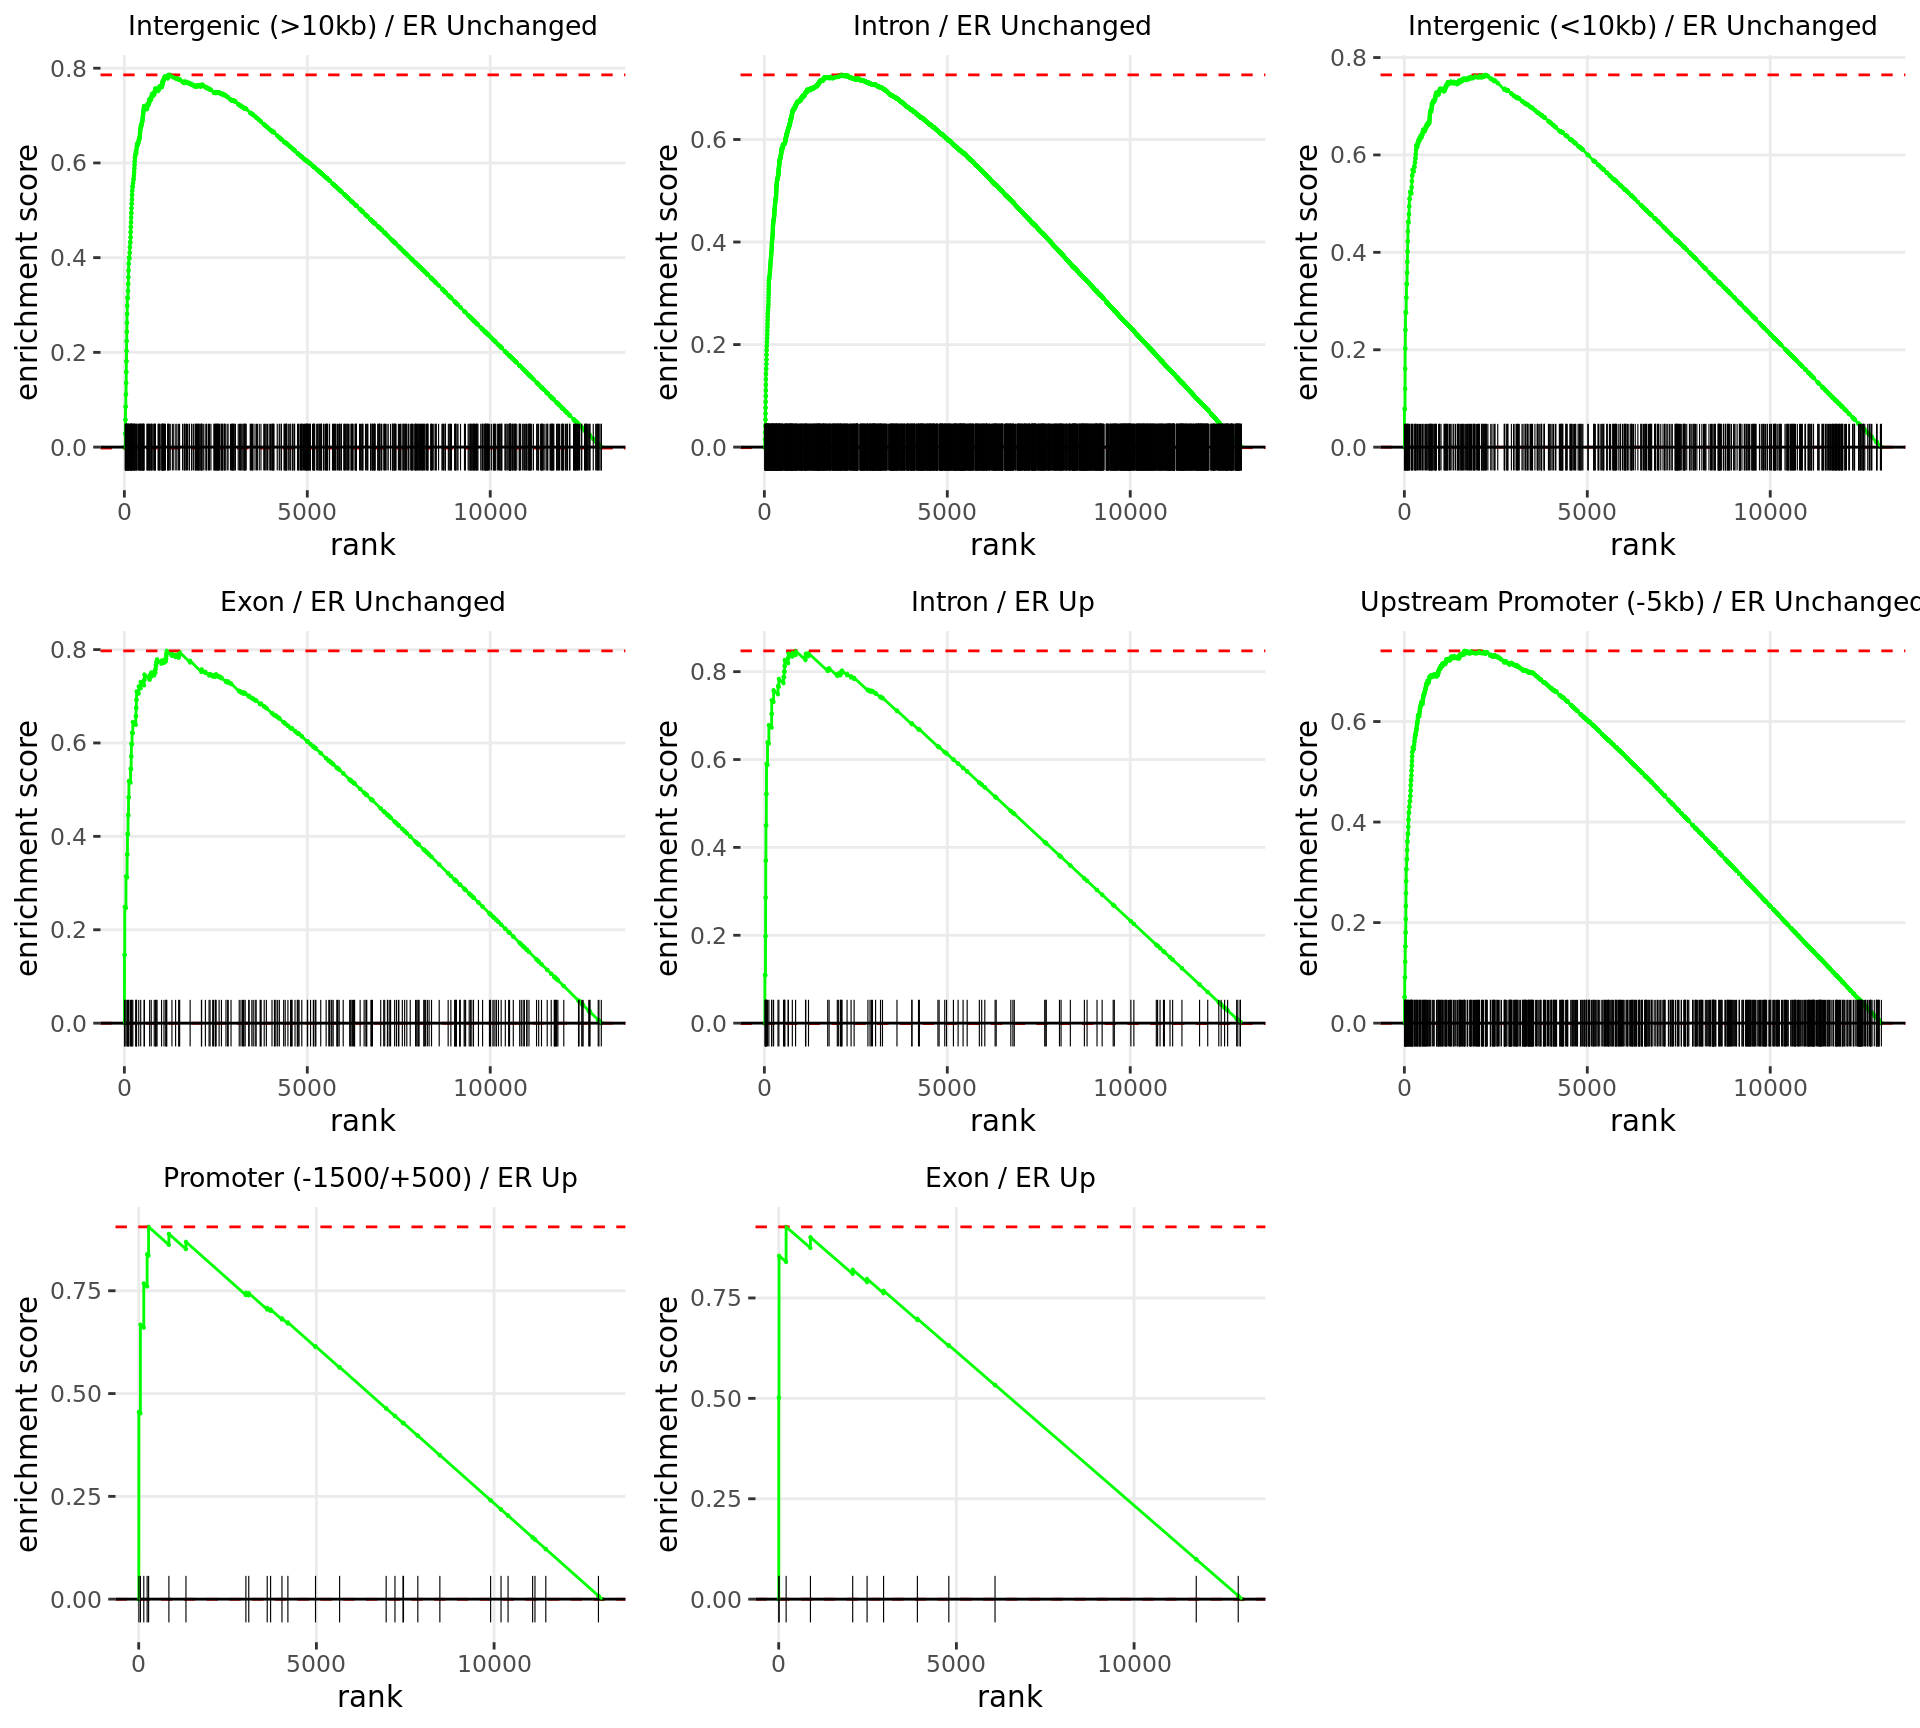 Intergenic (>10kb) / ER Unchanged
enrichment score
0.8
0.6
0.4
0.2
0.0
0 5000 10000
rank
Intron / ER Unchanged
enrichment score
0.6
0.4
0.2
0.0
0 5000 10000
rank
Intergenic (<10kb) / ER Unchanged
enrichment score
0.8
0.6
0.4
0.2
0.0
0 5000 10000
rank
Exon / ER Unchanged
enrichment score
0.8
0.6
0.4
0.2
0.0
0 5000 10000
rank
Intron / ER Up
enrichment score
0.8
0.6
0.4
0.2
0.0
0 5000 10000
rank
Upstream Promoter (-5kb) / ER Unchanged
enrichment score
0.6
0.4
0.2
0.0
0 5000 10000
rank
Promoter (-1500/+500) / ER Up
enrichment score
0.75
0.50
0.25
0.00
0 5000 10000
rank
Exon / ER Up
enrichment score
0.75
0.50
0.25
0.00
0 5000 10000
rank